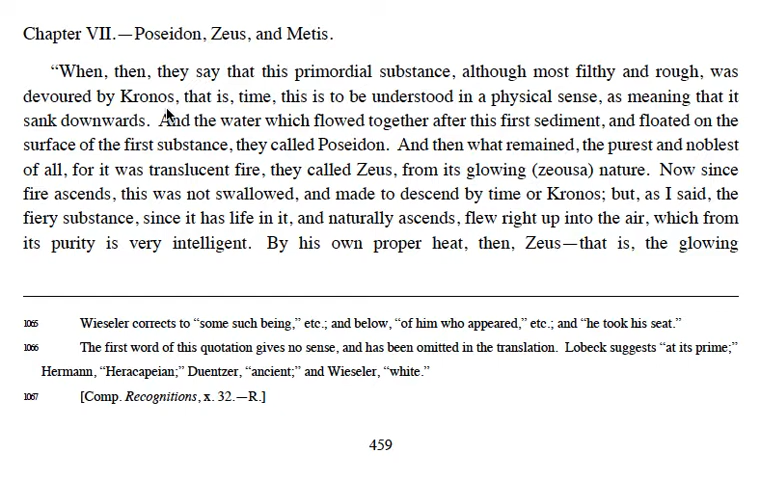 Chapter VII.—Poseidon, Zeus, and Metis.
“When, then, they say that this primordial substance, although most filthy and rough, was
devoured by Kronos, that is, time, this is to be understood in a physical sense, as meaning that it
sank downwards. And the water which flowed together after this first sediment, and floated on the
surface of the first substance, they called Poseidon. And then what remained, the purest and noblest
of all, for it was translucent fire, they called Zeus, from its glowing (zeousa) nature. Now since
fire ascends, this was not swallowed, and made to descend by time or Kronos; but, as I said, the
fiery substance, since it has life in it, and naturally ascends, flew right up into the air, which from
its purity is very intelligent. By his own proper heat, then, Zeus—that is, the glowing
1065 Wieseler corrects to “some such being,” etc.; and below, “of him who appeared,” etc.; and “he took his seat.”
1066 The first word of this quotation gives no sense, and has been omitted in the translation. Lobeck suggests “at its prime;”
Hermann, “Heracapeian;” Duentzer, “ancient;” and Wieseler, “white.”
1067 [Comp. Recognitions, x. 32.—R.]
459